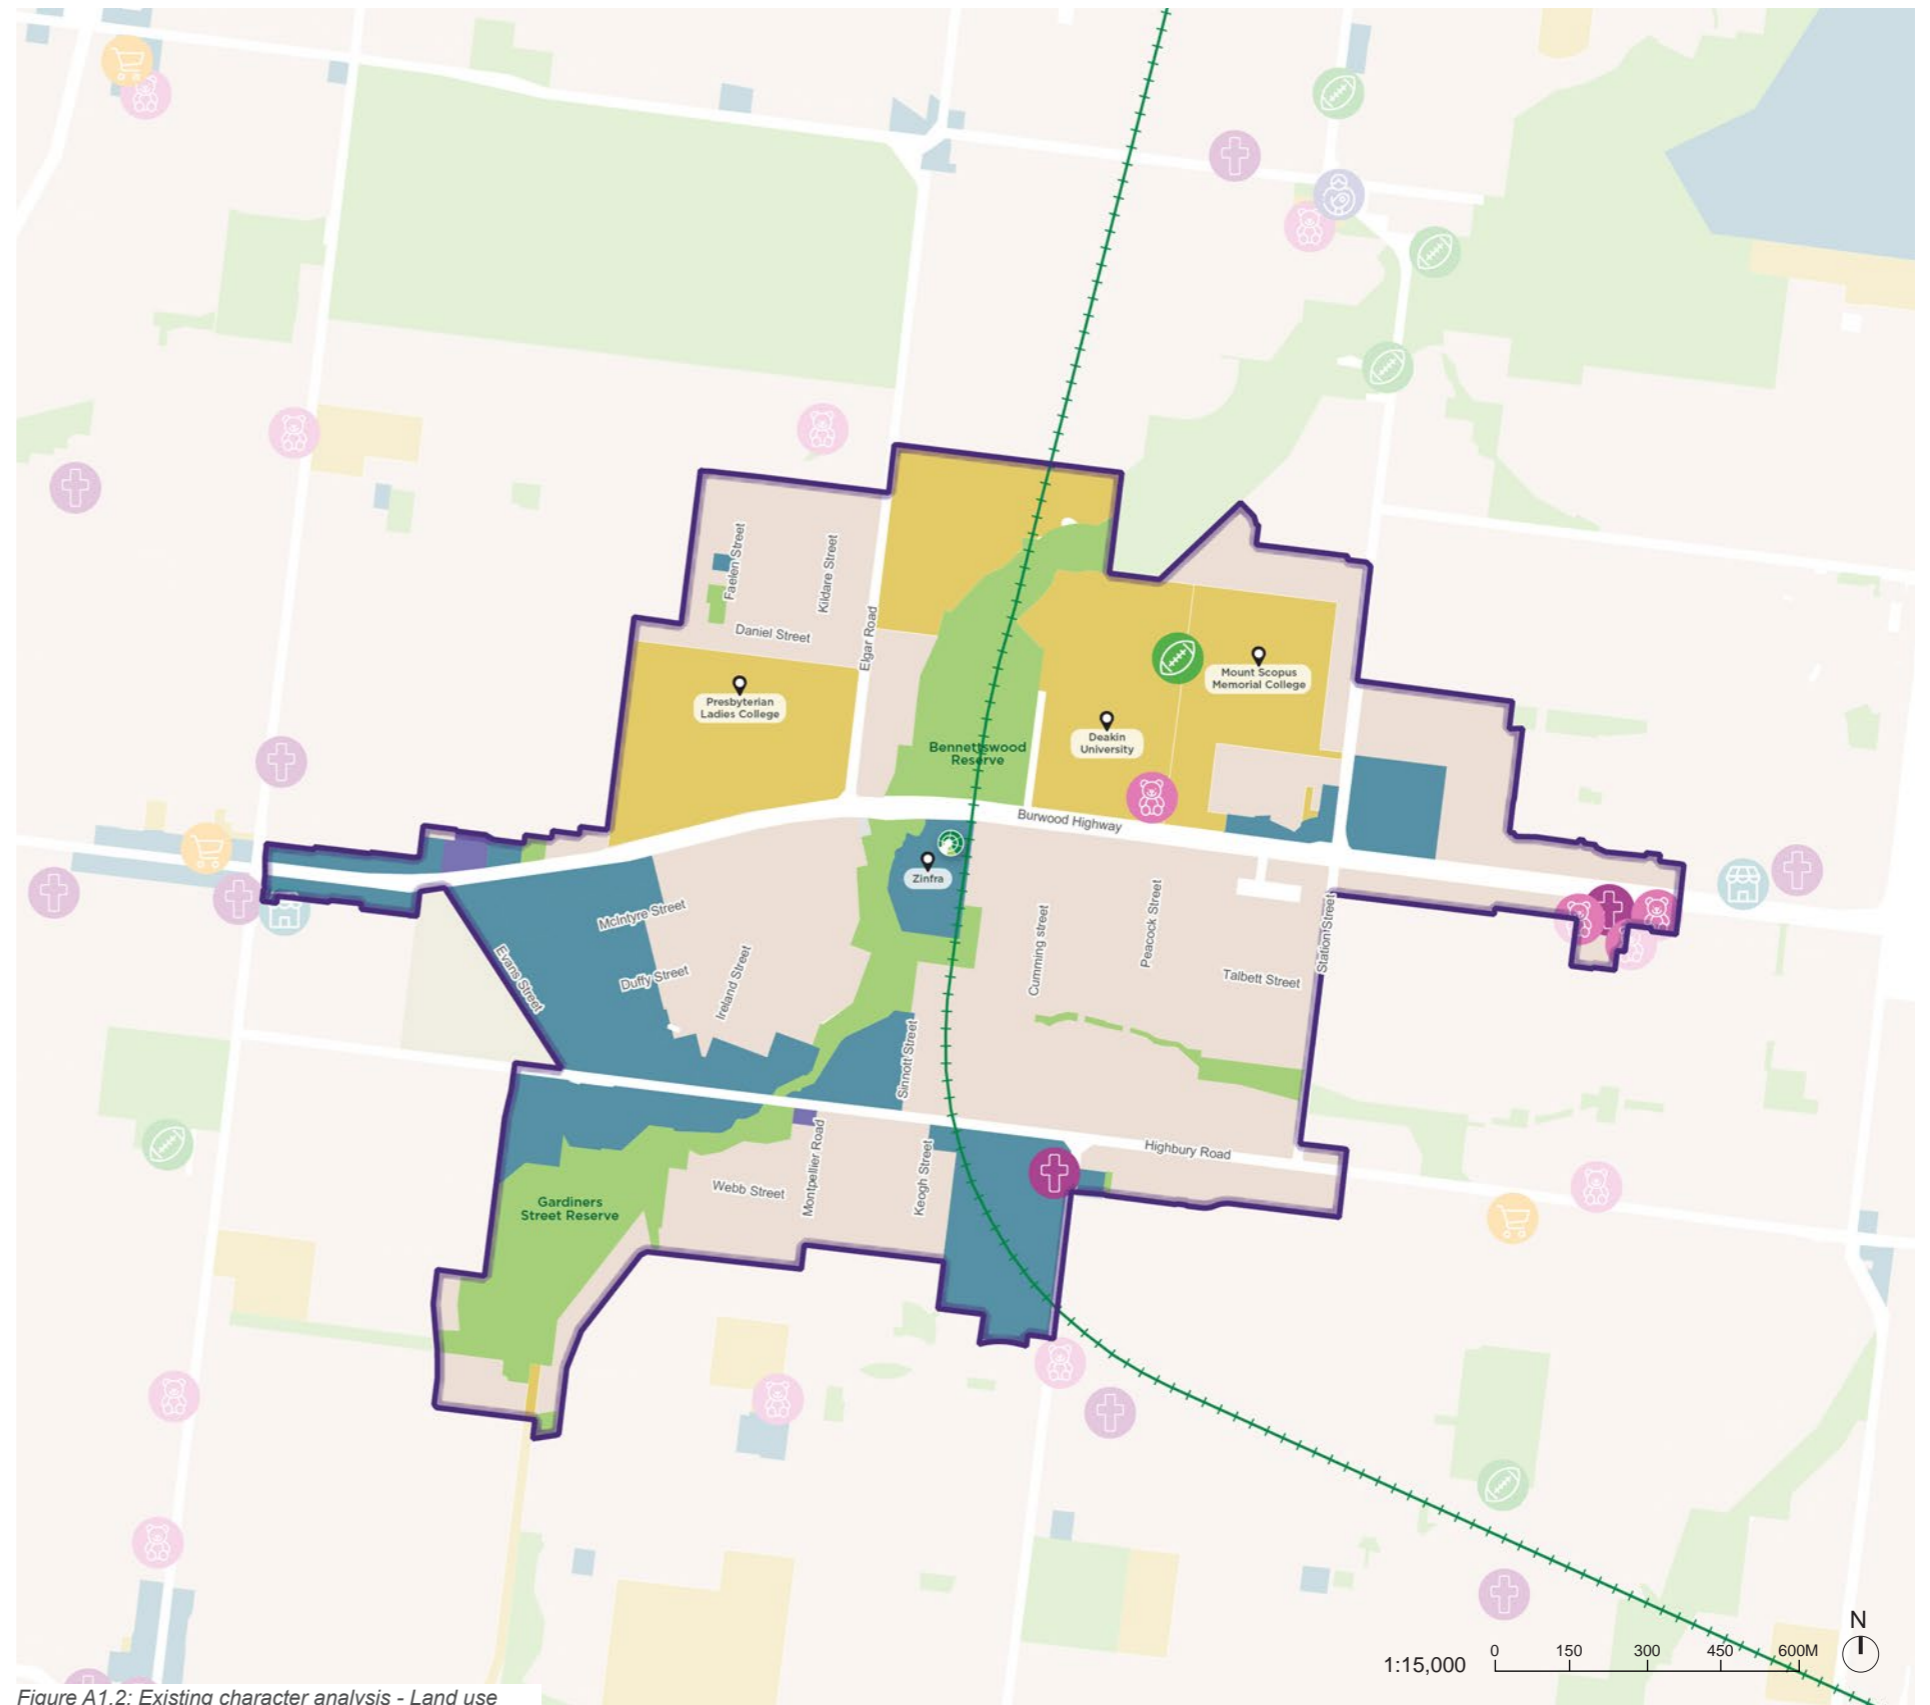 Faelen Street
Kildare Street
Daniel Street
Elgar Road
Presbyterian
Ladies College
Mount Scopus
Memorial College
Deakin
University
Bennettswood
Reserve
Burwood Highway
Zinfra
McIntyre Street
Duffy Street
Ireland Street
Evans Street
Cumming street
Peacock Street
Talbett Street
Station Street
Sinnott Street
Highbury Road
Montpellier Road
Keogh Street
Webb Street
Gardiners
Street Reserve
N
1:15,000
0 150 300 450 600M
Figure A1.2: Existing character analysis - Land use